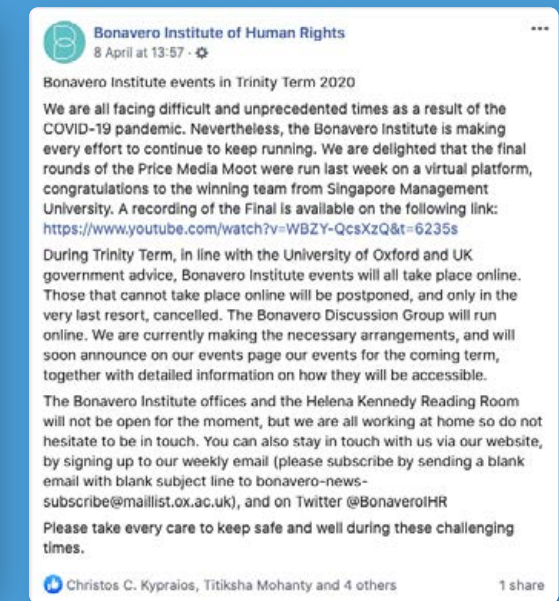 Bonavero Institute of Human Rights
8 April at 13:57 ·
Bonavero Institute events in Trinity Term 2020
We are all facing difficult and unprecedented times as a result of the
COVID-19 pandemic. Nevertheless, the Bonavero Institute is making
every effort to continue to keep running. We are delighted that the final
rounds of the Price Media Moot were run last week on a virtual platform,
congratulations to the winning team from Singapore Management
University. A recording of the Final is available on the following link:
https://www.youtube.com/watch?v=WBZY-QcsXzQ&t=6235s
During Trinity Term, in line with the University of Oxford and UK
government advice, Bonavero Institute events will all take place online.
Those that cannot take place online will be postponed, and only in the
very last resort, cancelled. The Bonavero Discussion Group will run
online. We are currently making the necessary arrangements, and will
soon announce on our events page our events for the coming term,
together with detailed information on how they will be accessible.
The Bonavero Institute offices and the Helena Kennedy Reading Room
will not be open for the moment, but we are all working at home so do not
hesitate to be in touch. You can also stay in touch with us via our website,
by signing up to our weekly email (please subscribe by sending a blank
email with blank subject line to bonavero-news-
subscribe@maillist.ox.ac.uk), and on Twitter @BonaveroIHR
Please take every care to keep safe and well during these challenging
times.
Christos C. Kypraios, Titiksha Mohanty and 4 others 1 share